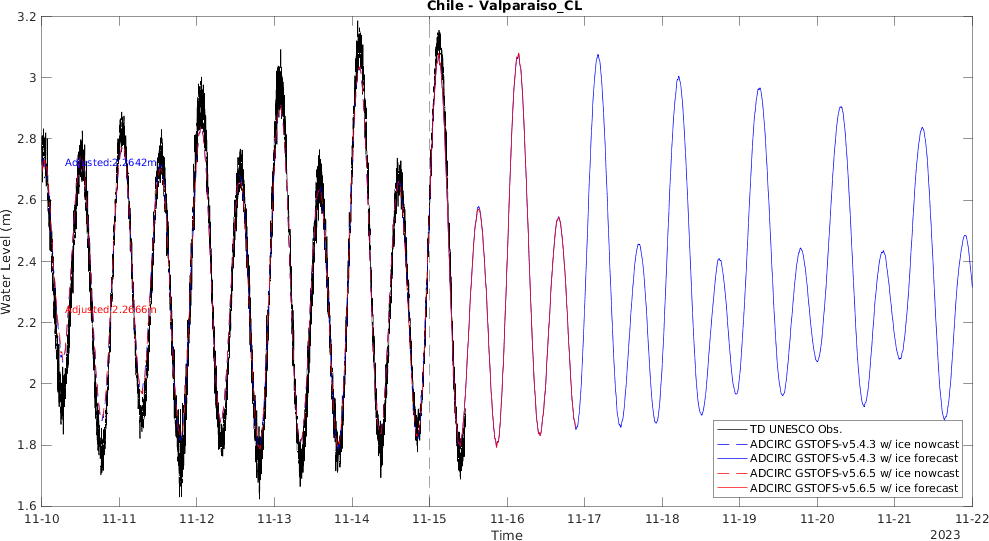 Chile - Valparaiso_CL
3.2
3
2.8
2.6
2.4
2.2
2
1.8
1.6
Water Level (m)
Adjusted:2.2642m
Adjusted:2.2666m
TD UNESCO Obs.
ADCIRC GSTOFS-v5.4.3 w/ ice nowcast
ADCIRC GSTOFS-v5.4.3 w/ ice forecast
ADCIRC GSTOFS-v5.6.5 w/ ice nowcast
ADCIRC GSTOFS-v5.6.5 w/ ice forecast
11-10 11-11 11-12 11-13 11-14 11-15 11-16 11-17 11-18 11-19 11-20 11-21 11-22
Time
2023